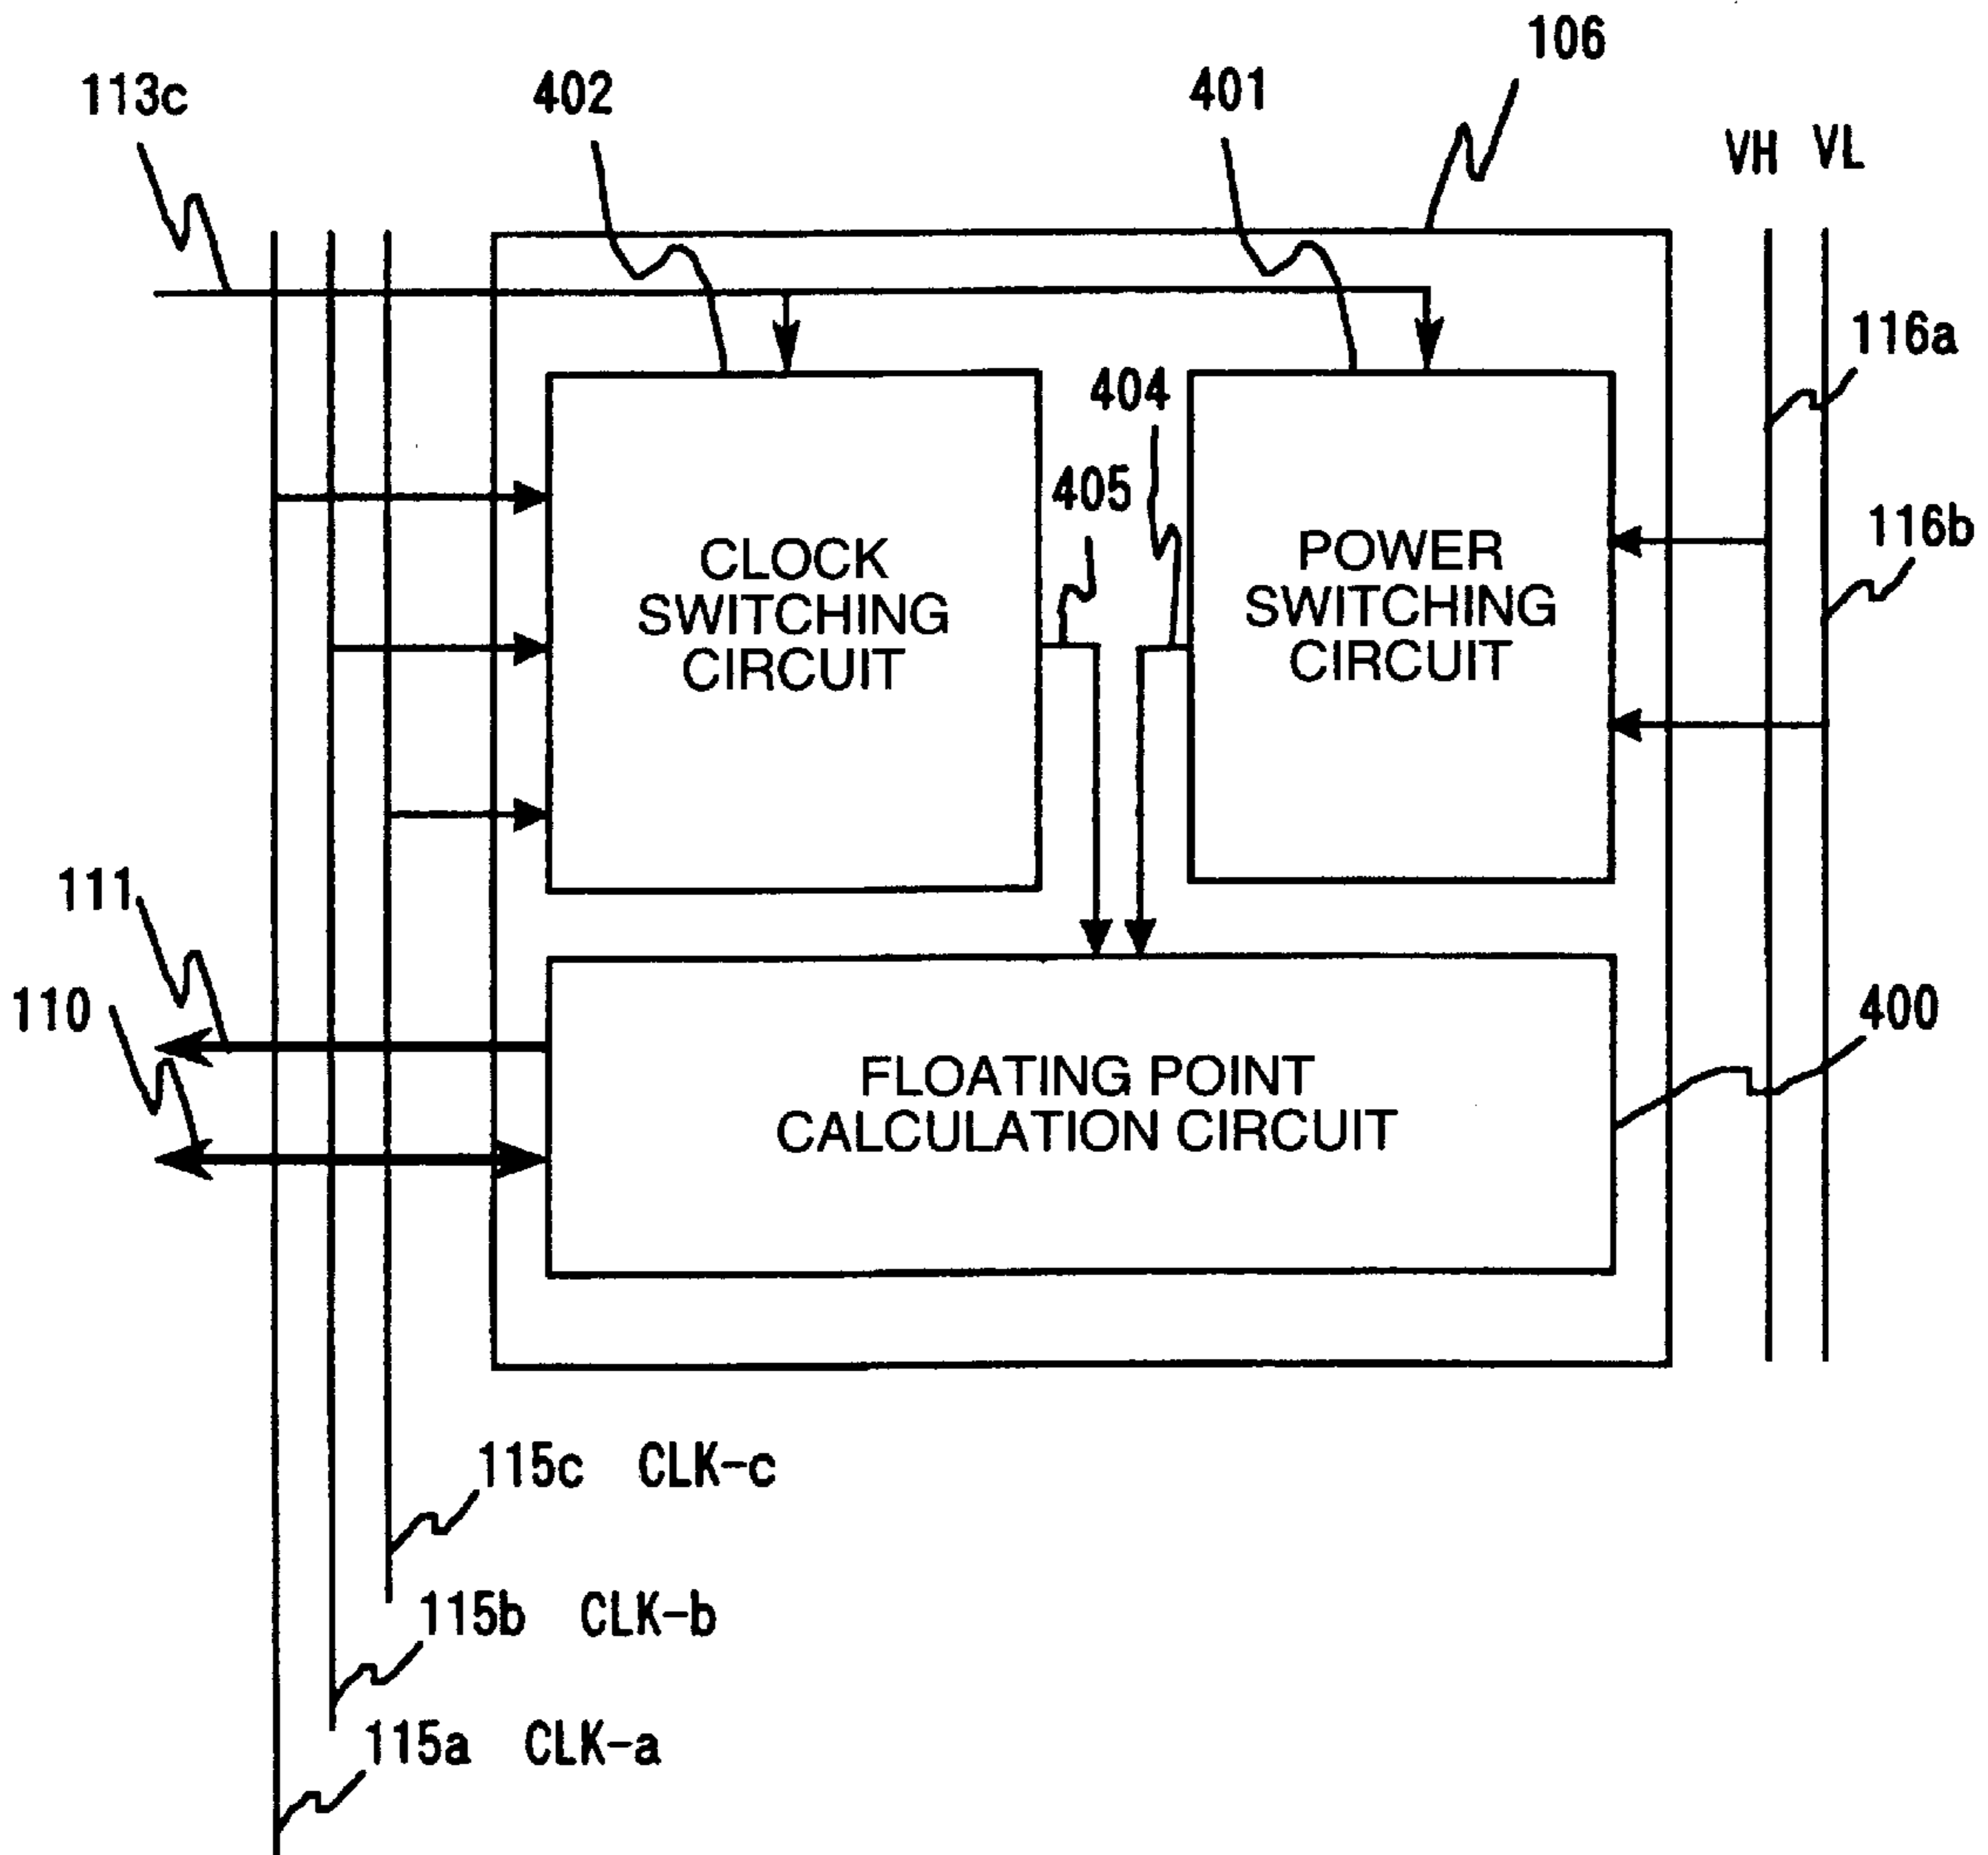 106
113c
402
401
VH VL
116a
404
405
116b
CLOCK
SWITCHING
CIRCUIT
POWER
SWITCHING
CIRCUIT
111
110
400
FLOATING POINT
CALCULATION CIRCUIT
115c CLK-c
115b CLK-b
115a CLK-a